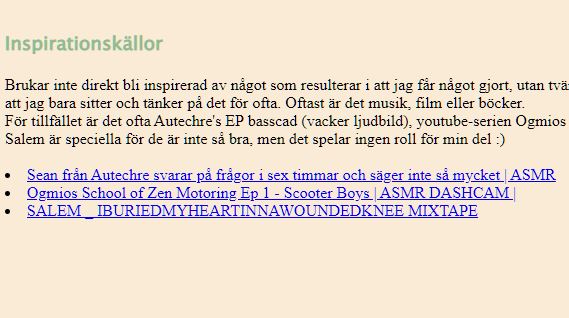 Inspirationskällor
Brukar inte direkt bli inspirerad av något som resulterar i att jag får något gjort, utan tvä
att jag bara sitter och tänker på det för ofta. Oftast är det musik, film eller böcker.
För tillfället är det ofta Autechre's EP basscad (vacker ljudbild), youtube-serien Ogmios
Salem är speciella för de är inte så bra, men det spelar ingen roll för min del :)
Sean från Autechre svarar på frågor i sex timmar och säger inte så mycket | ASMR
Ogmios School of Zen Motoring Ep 1 - Scooter Boys | ASMR DASHCAM |
SALEM _ IBURIEDMYHEARTINNAWOUNDEDKNEE MIXTAPE